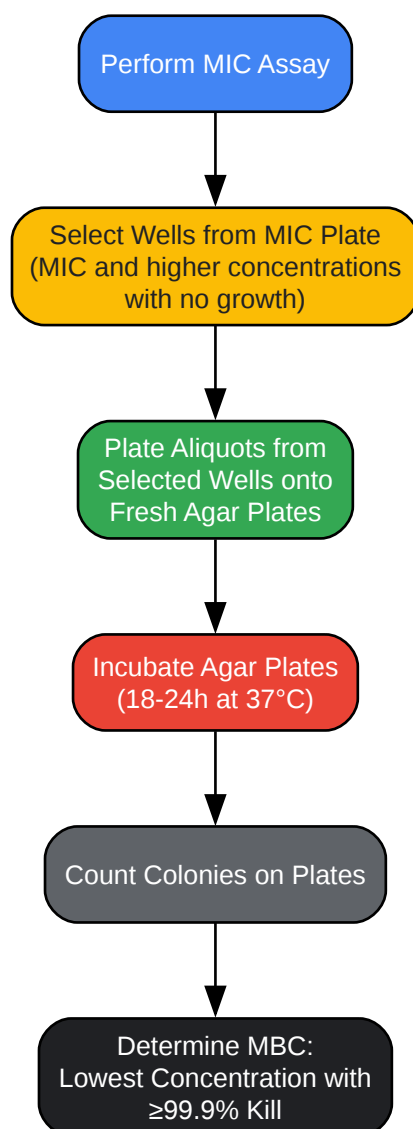 Perform MIC Assay
Select Wells from MIC Plate
(MIC and higher concentrations
with no growth)
Plate Aliquots from
Selected Wells onto
Fresh Agar Plates
Incubate Agar Plates
(18-24h at 37°C)
Count Colonies on Plates
Determine MBC:
Lowest Concentration with
≥99.9% Kill